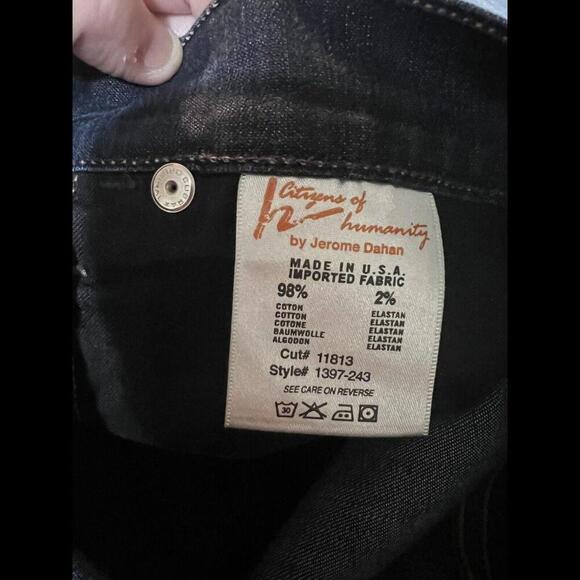 Citizens of
humanity
by Jerome Dahan
MADE IN U.S.A.
IMPORTED FABRIC
98% 2%
COTON ELASTAN
COTTON ELASTAN
COTONE ELASTAN
BAUMWOLLE ELASTAN
ALGODON ELASTAN
Cut# 11813
Style# 1397-243
SEE CARE ON REVERSE
30